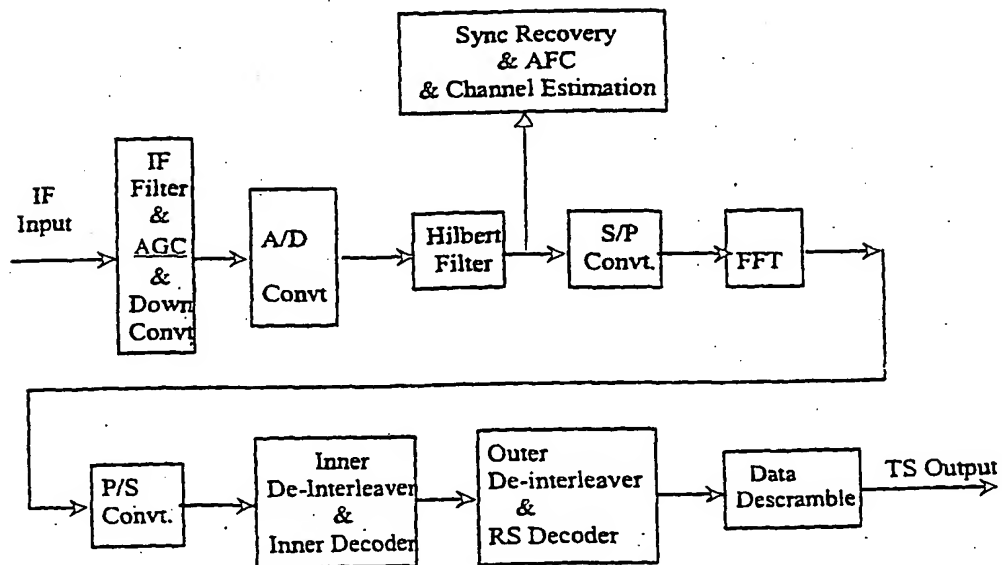 Sync Recovery
& AFC
& Channel Estimation
IF
Input
IF
Filter
&
AGC
&
Down
Convt
A/D
Convt
Hilbert
Filter
S/P
Convt.
FFT
P/S
Convt.
Inner
De-Interleaver
&
Inner Decoder
Outer
De-interleaver
&
RS Decoder
Data
Descramble
TS Output